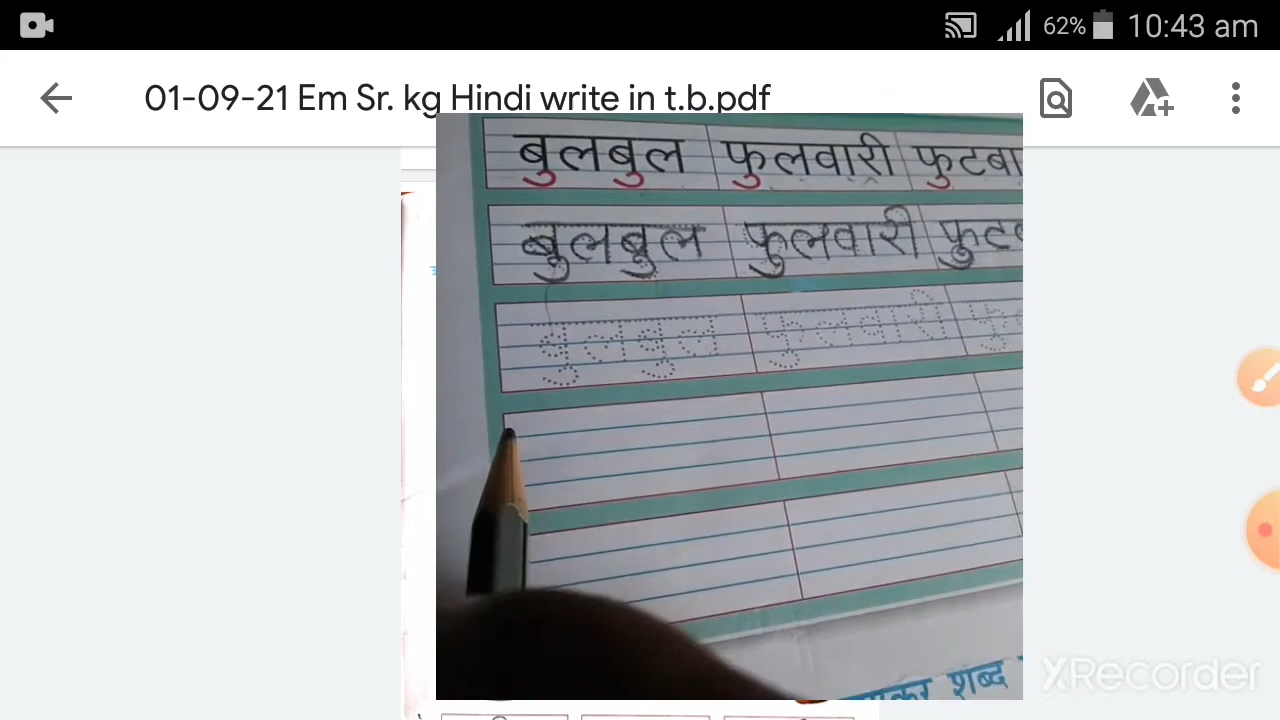 62% 10:43 am
01-09-21 Em Sr. kg Hindi write in t.b.pdf
बुलबुल फुलवारी
बुलबुल फुलवारी
बुलबुल फुलवारी
शब्द
XRecorder